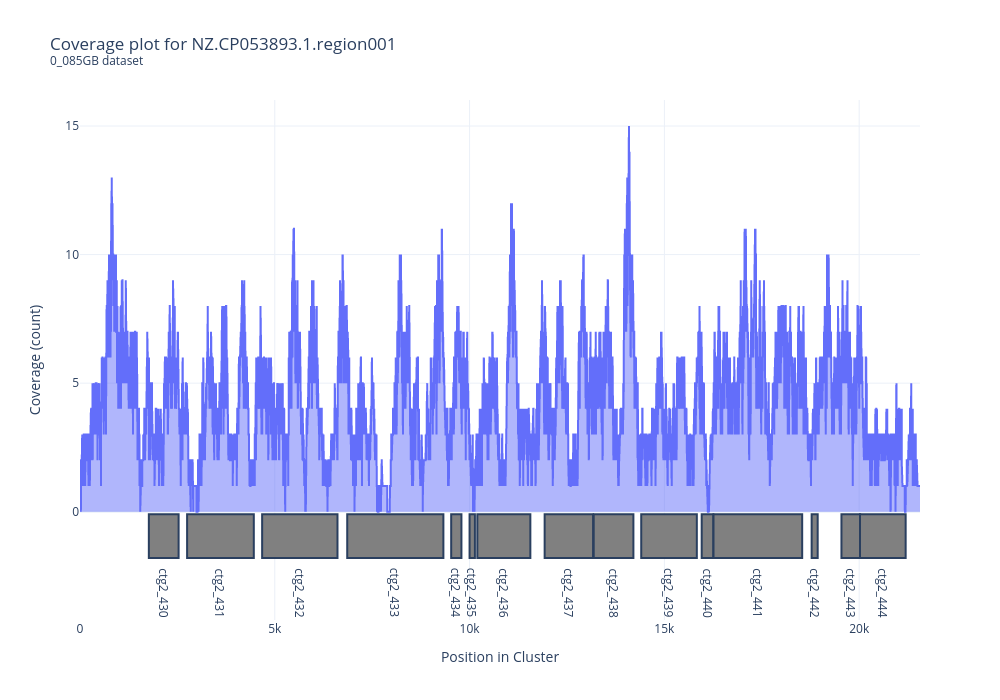 Coverage plot for NZ.CP053893.1.region001
0_085GB dataset
Coverage (count)
15
10
5
0
ctg2_430
ctg2_431
ctg2_432
ctg2_433
ctg2_434
ctg2_435
ctg2_436
ctg2_437
ctg2_438
ctg2_439
ctg2_440
ctg2_441
ctg2_442
ctg2_443
ctg2_444
0
5k
10k
15k
20k
Position in Cluster